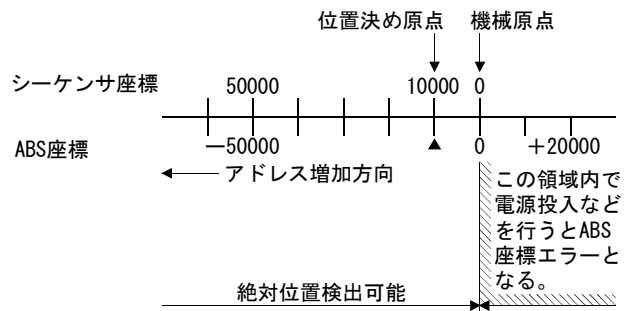 位置決め原点 機械原点
シーケンサ座標 50000 10000 0
ABS座標 －50000 0 ＋20000
アドレス増加方向
この領域内で
電源投入など
を行うとABS
座標エラーと
なる。
絶対位置検出可能